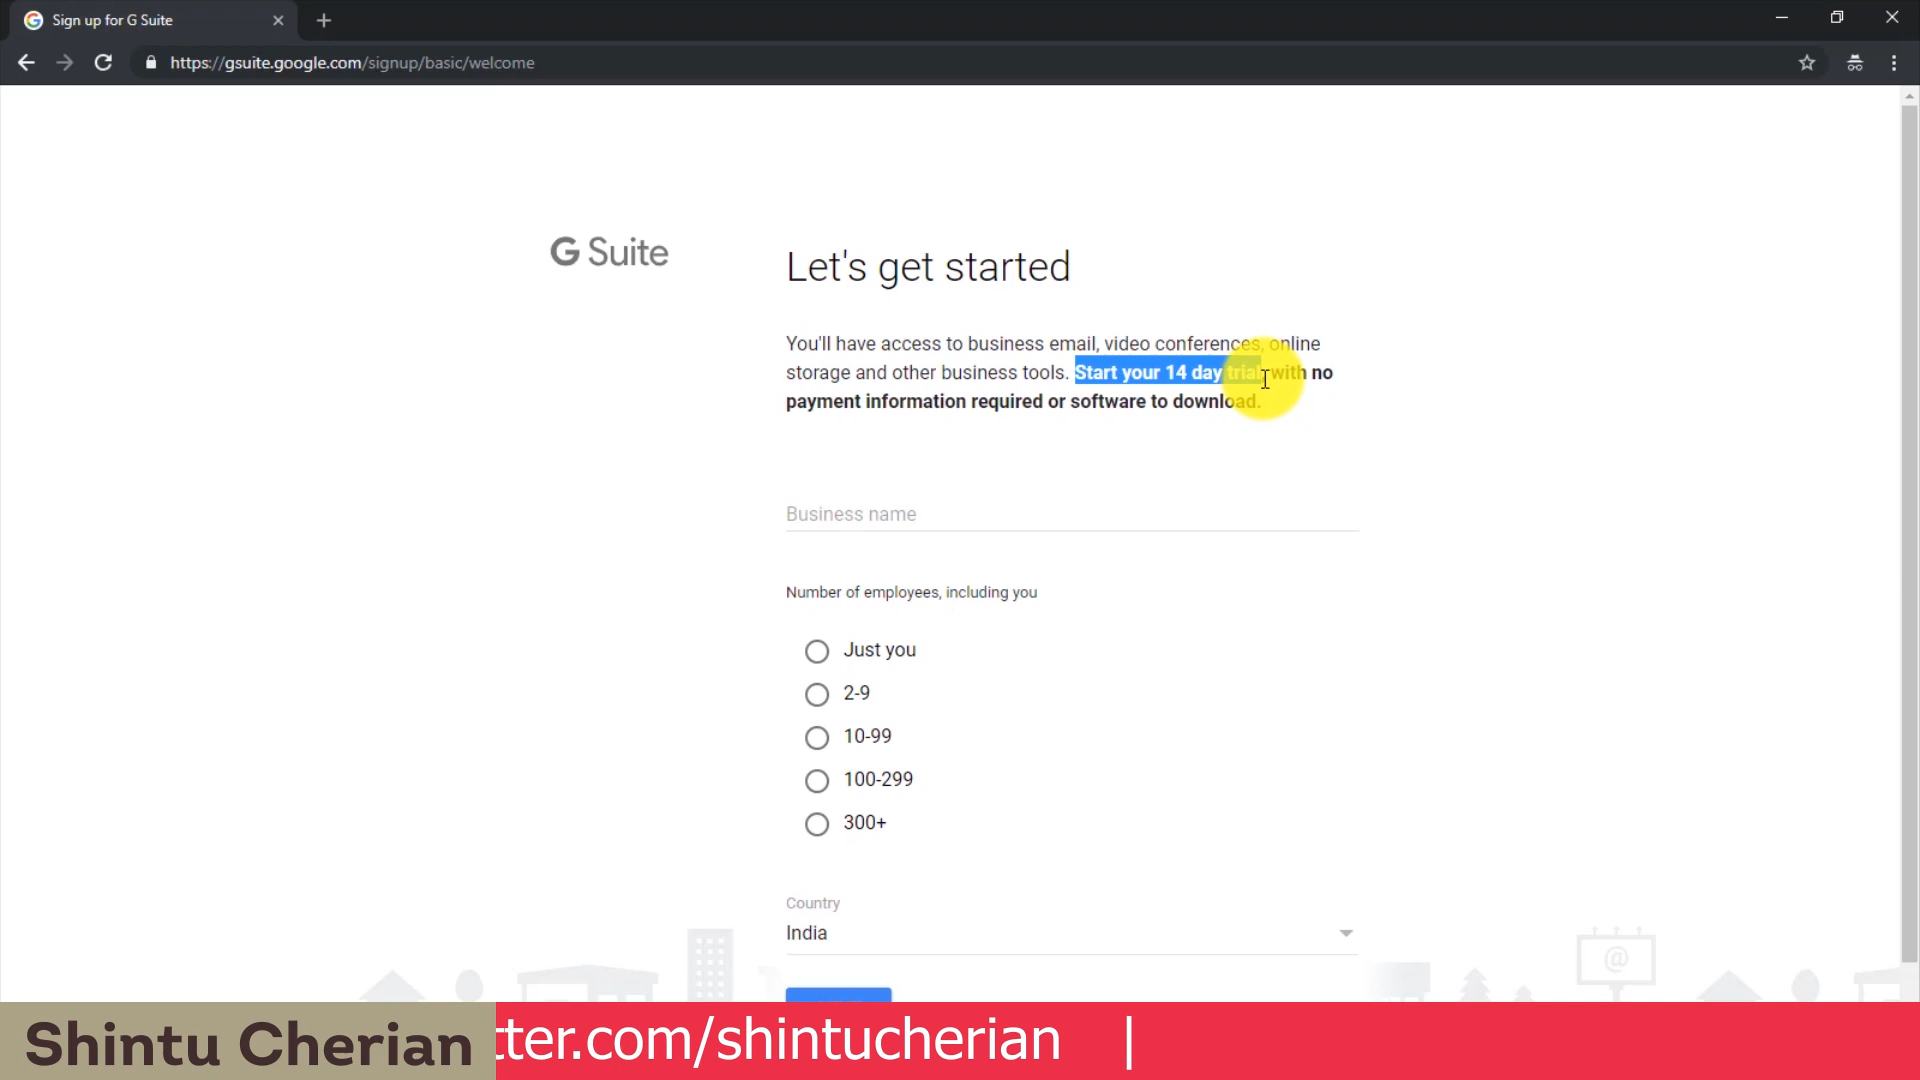 Sign up for G Suite
https://gsuite.google.com/signup/basic/welcome
G Suite
Let's get started
You'll have access to business email, video conferences, online
storage and other business tools. Start your 14 day trial, with no
payment information required or software to download.
Business name
Number of employees, including you
Just you
2-9
10-99
100-299
300+
Country
India
@
Shintu Cherian
tter.com/shintucherian |